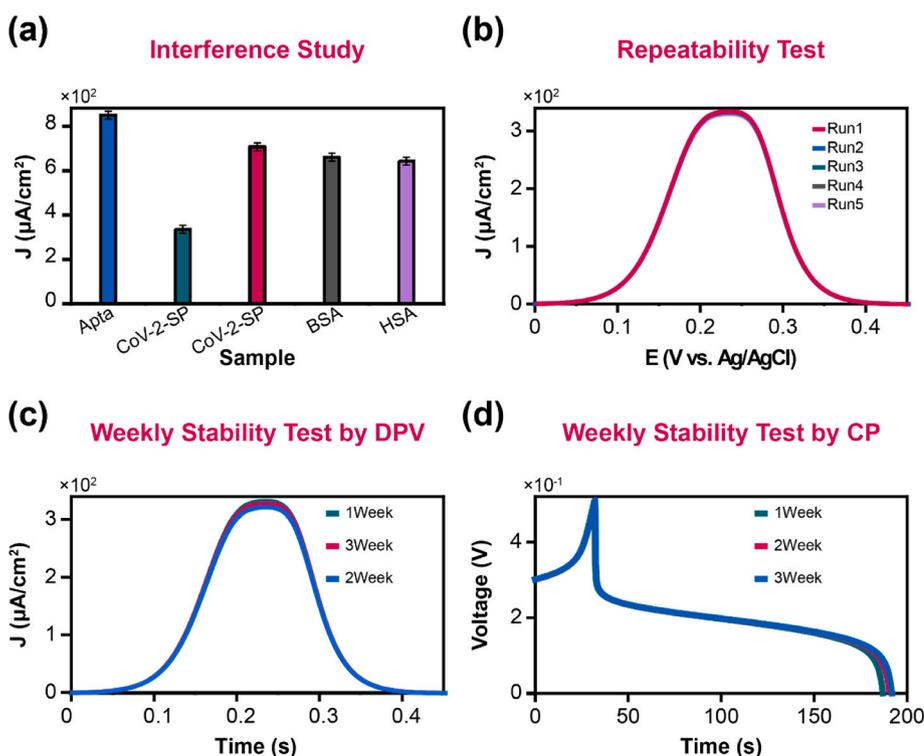 (a)
Interference Study
×10²
J (µA/cm²)
8
6
4
2
0
Apta
CoV-2-SP
CoV-2-SP
BSA
HSA
Sample
(b)
Repeatability Test
×10²
J (µA/cm²)
3
2
1
0
Run1
Run2
Run3
Run4
Run5
0
0.1
0.2
0.3
0.4
E (V vs. Ag/AgCl)
(c)
Weekly Stability Test by DPV
×10²
J (µA/cm²)
3
2
1
0
1Week
3Week
2Week
0
0.1
0.2
0.3
0.4
Time (s)
(d)
Weekly Stability Test by CP
×10⁻¹
Voltage (V)
4
2
0
1Week
2Week
3Week
0
50
100
150
200
Time (s)